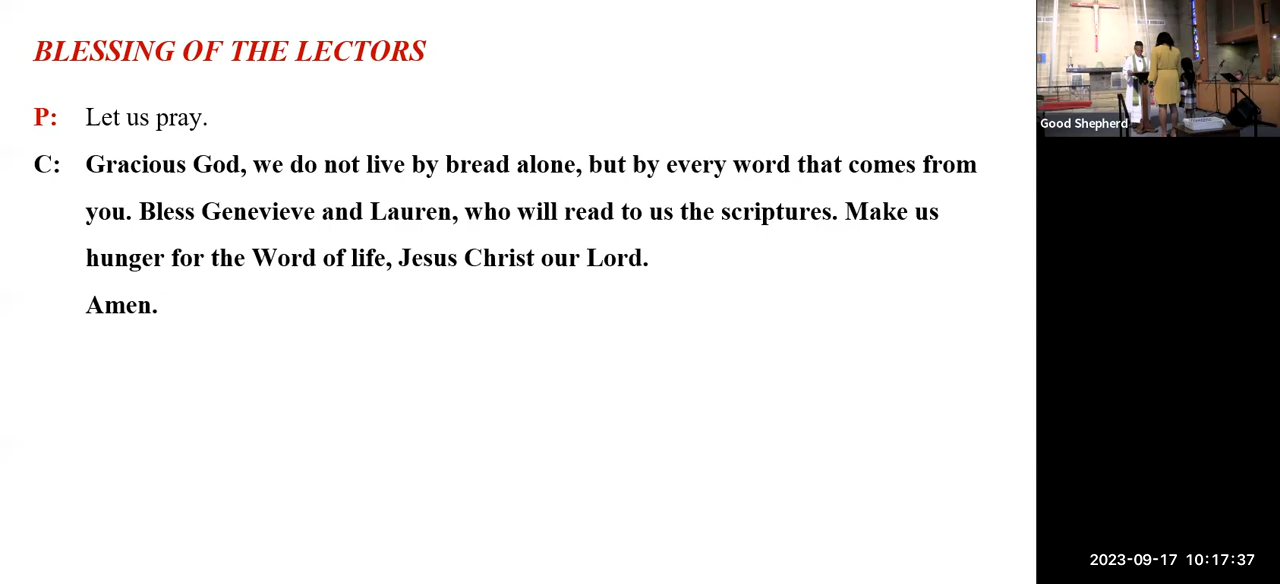 BLESSING OF THE LECTORS
P: Let us pray.
C: Gracious God, we do not live by bread alone, but by every word that comes from
you. Bless Genevieve and Lauren, who will read to us the scriptures. Make us
hunger for the Word of life, Jesus Christ our Lord.
Amen.
Good Shepherd
2023-09-17 10:17:37